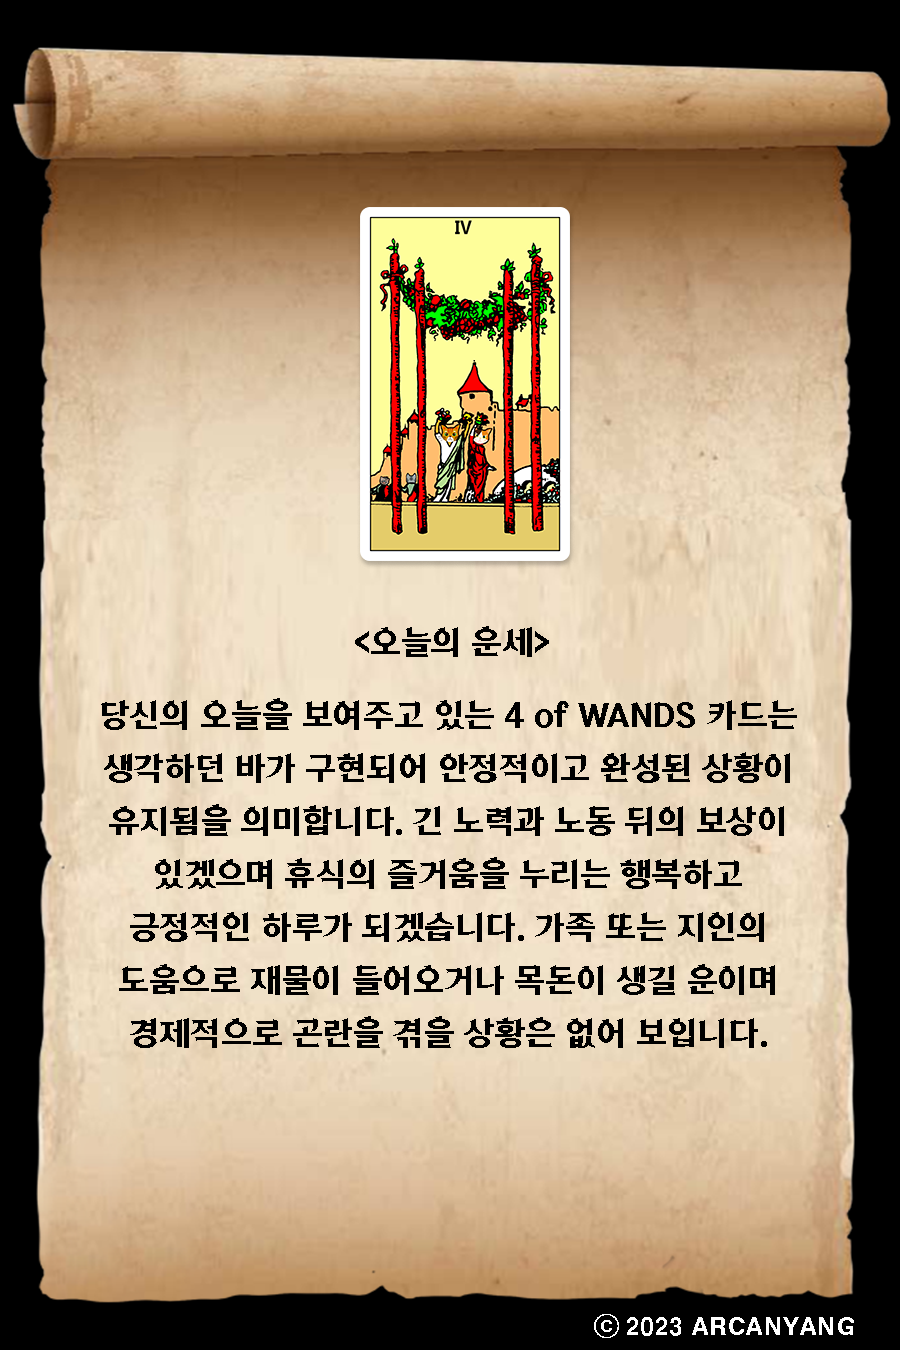 IV
<오늘의 운세>
당신의 오늘을 보여주고 있는 4 of WANDS 카드는
생각하던 바가 구현되어 안정적이고 완성된 상황이
유지됨을 의미합니다. 긴 노력과 노동 뒤의 보상이
있겠으며 휴식의 즐거움을 누리는 행복하고
긍정적인 하루가 되겠습니다. 가족 또는 지인의
도움으로 재물이 들어오거나 목돈이 생길 운이며
경제적으로 곤란을 겪을 상황은 없어 보입니다.
ⓒ 2023 ARCANYANG